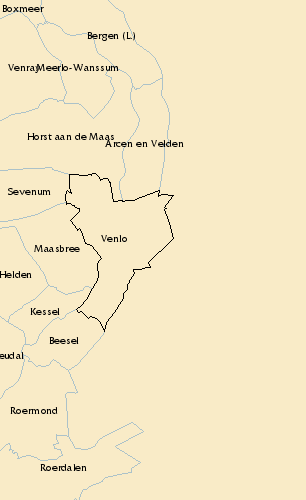 Boxmeer
Bergen (L.)
Venray
Meerlo-Wanssum
Horst aan de Maas
Arcen en Velden
Sevenum
Venlo
Maasbree
Helden
Kessel
Beesel
eudal
Roermond
Roerdalen